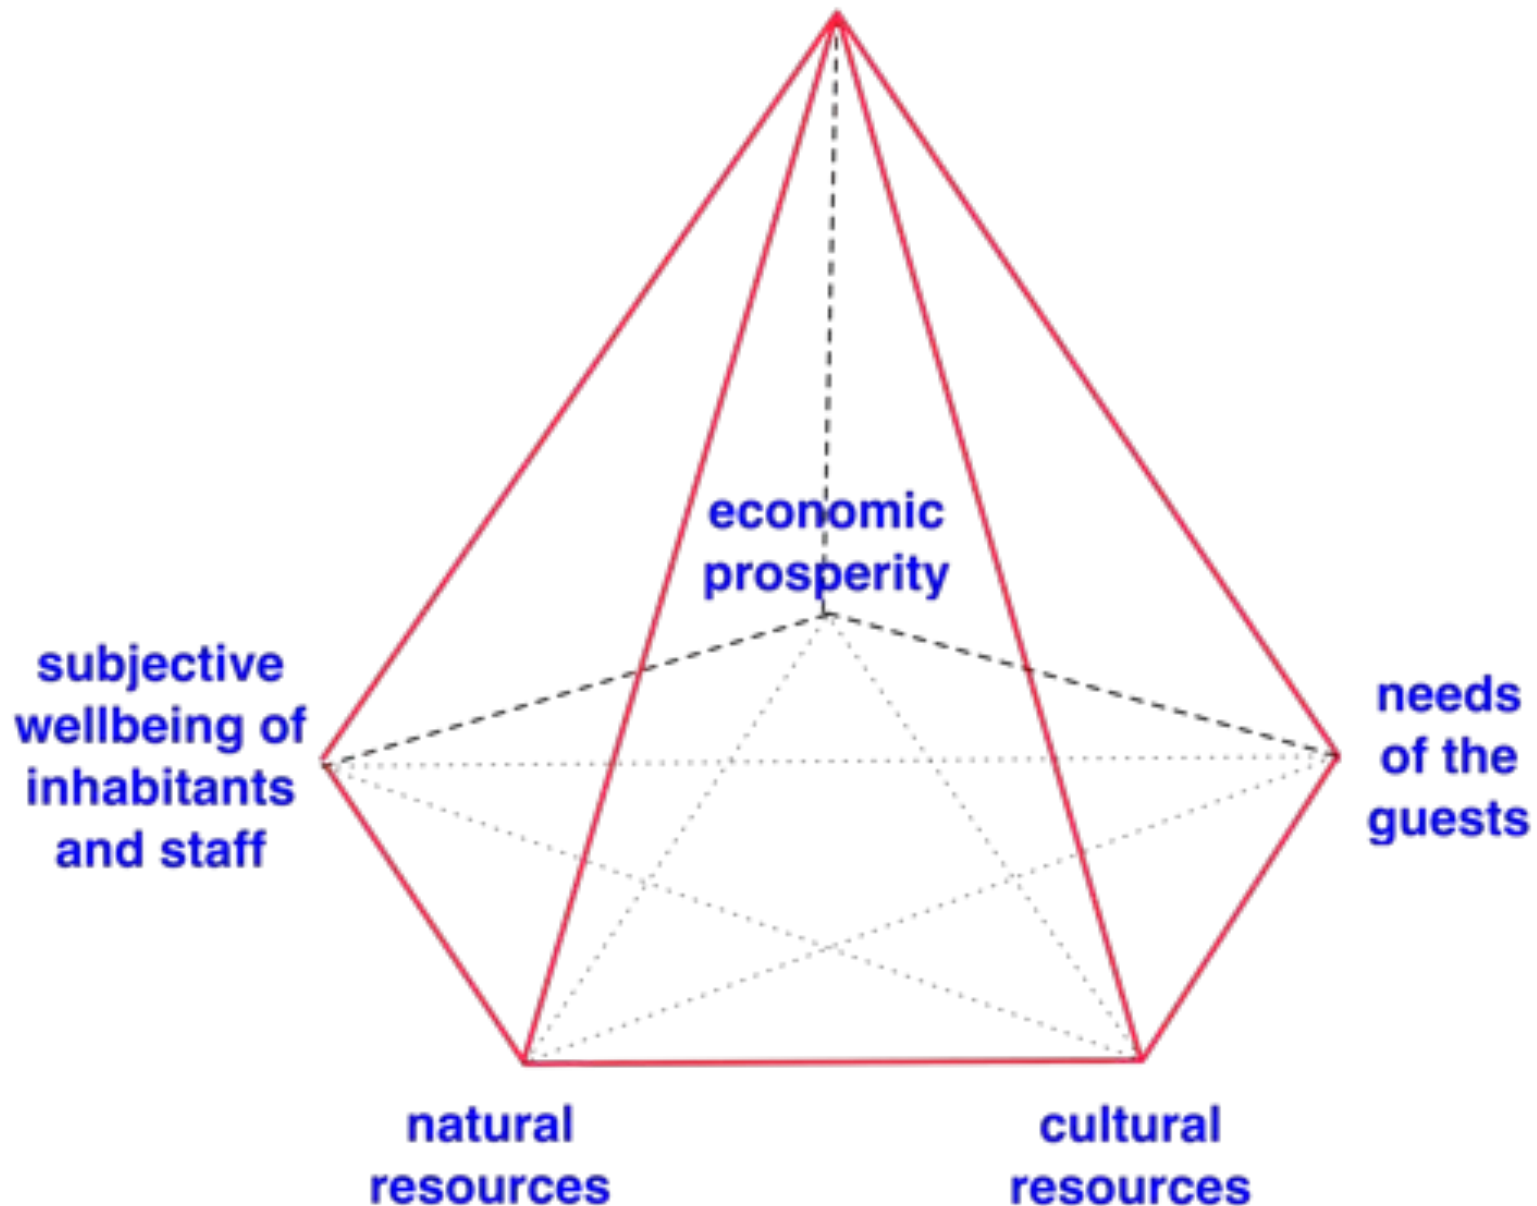 economic
prosperity
subjective
wellbeing of
inhabitants
and staff
needs
of the
guests
natural
resources
cultural
resources